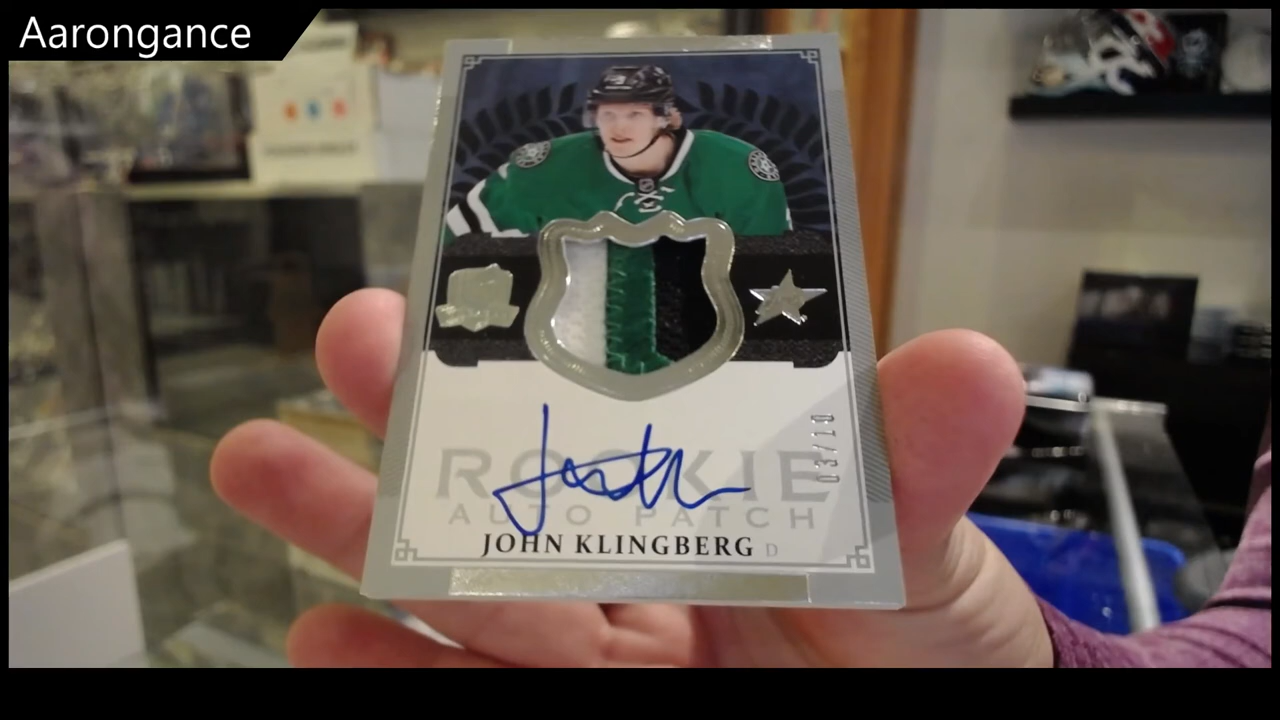 Aarongance
03/10
ROOKIE
AUTO PATCH
JOHN KLINGBERG D